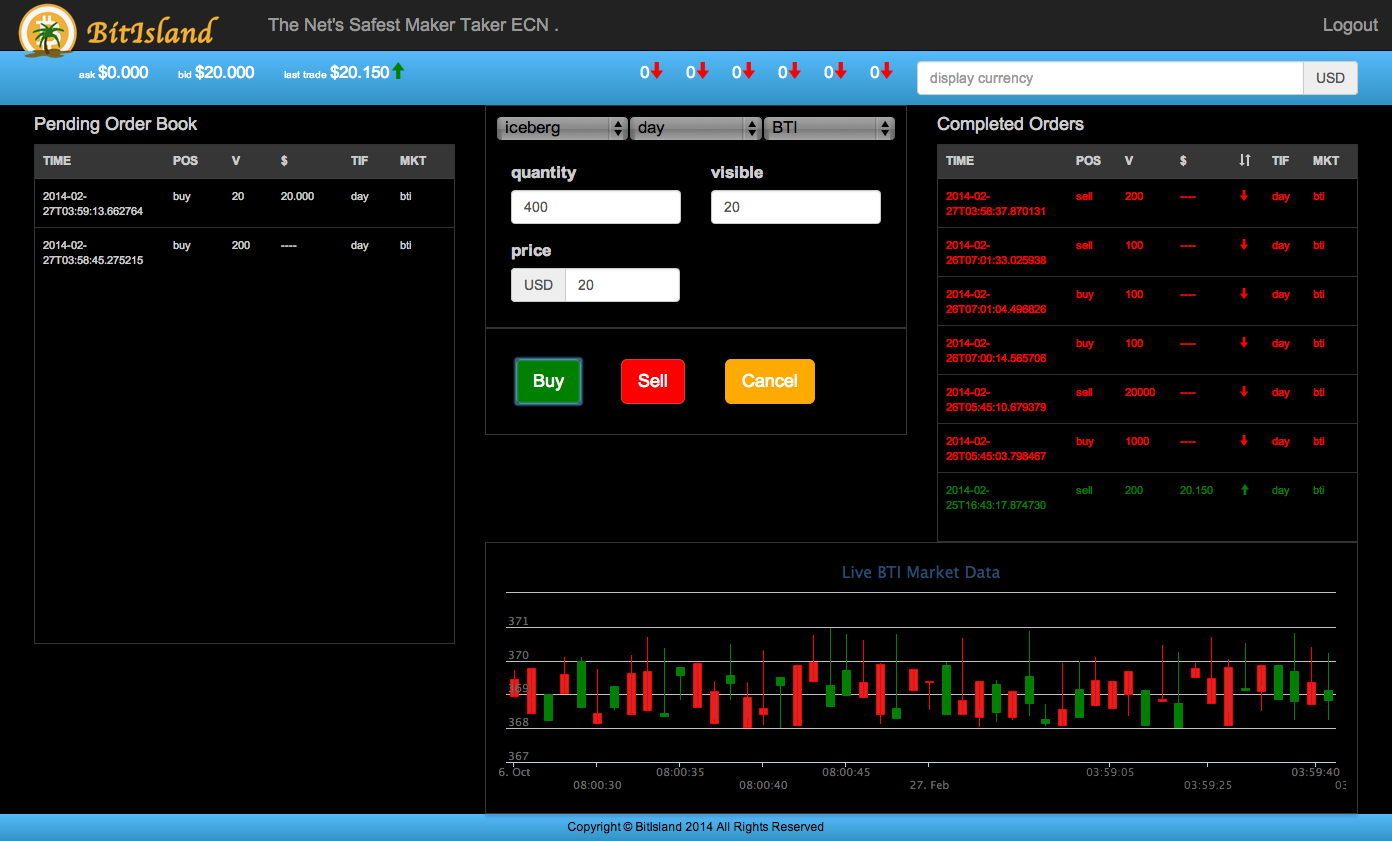 BitIsland
The Net's Safest Maker Taker ECN .
Logout
ask $0.000 bid $20.000 last trade $20.150
0 0 0 0 0 0
display currency USD
Pending Order Book
TIME POS V $ TIF MKT
2014-02-
27T03:59:13.662764
buy 20 20.000 day bti
2014-02-
27T03:58:45.275215
buy 200 ---- day bti
iceberg day BTI
quantity visible
400 20
price
USD 20
Buy Sell Cancel
Completed Orders
TIME POS V $ TIF MKT
2014-02-
27T03:58:37.870131
sell 200 ---- day bti
2014-02-
26T07:01:33.025938
sell 100 ---- day bti
2014-02-
26T07:01:04.496826
buy 100 ---- day bti
2014-02-
26T07:00:14.565706
buy 100 ---- day bti
2014-02-
26T05:45:10.679379
sell 20000 ---- day bti
2014-02-
26T05:45:03.798467
buy 1000 ---- day bti
2014-02-
25T16:43:17.874730
sell 200 20.150 day bti
Live BTI Market Data
371
370
369
368
367
6. Oct 08:00:30 08:00:35 08:00:40 08:00:45 27. Feb 03:59:05 03:59:25 03:59:40
Copyright © BitIsland 2014 All Rights Reserved